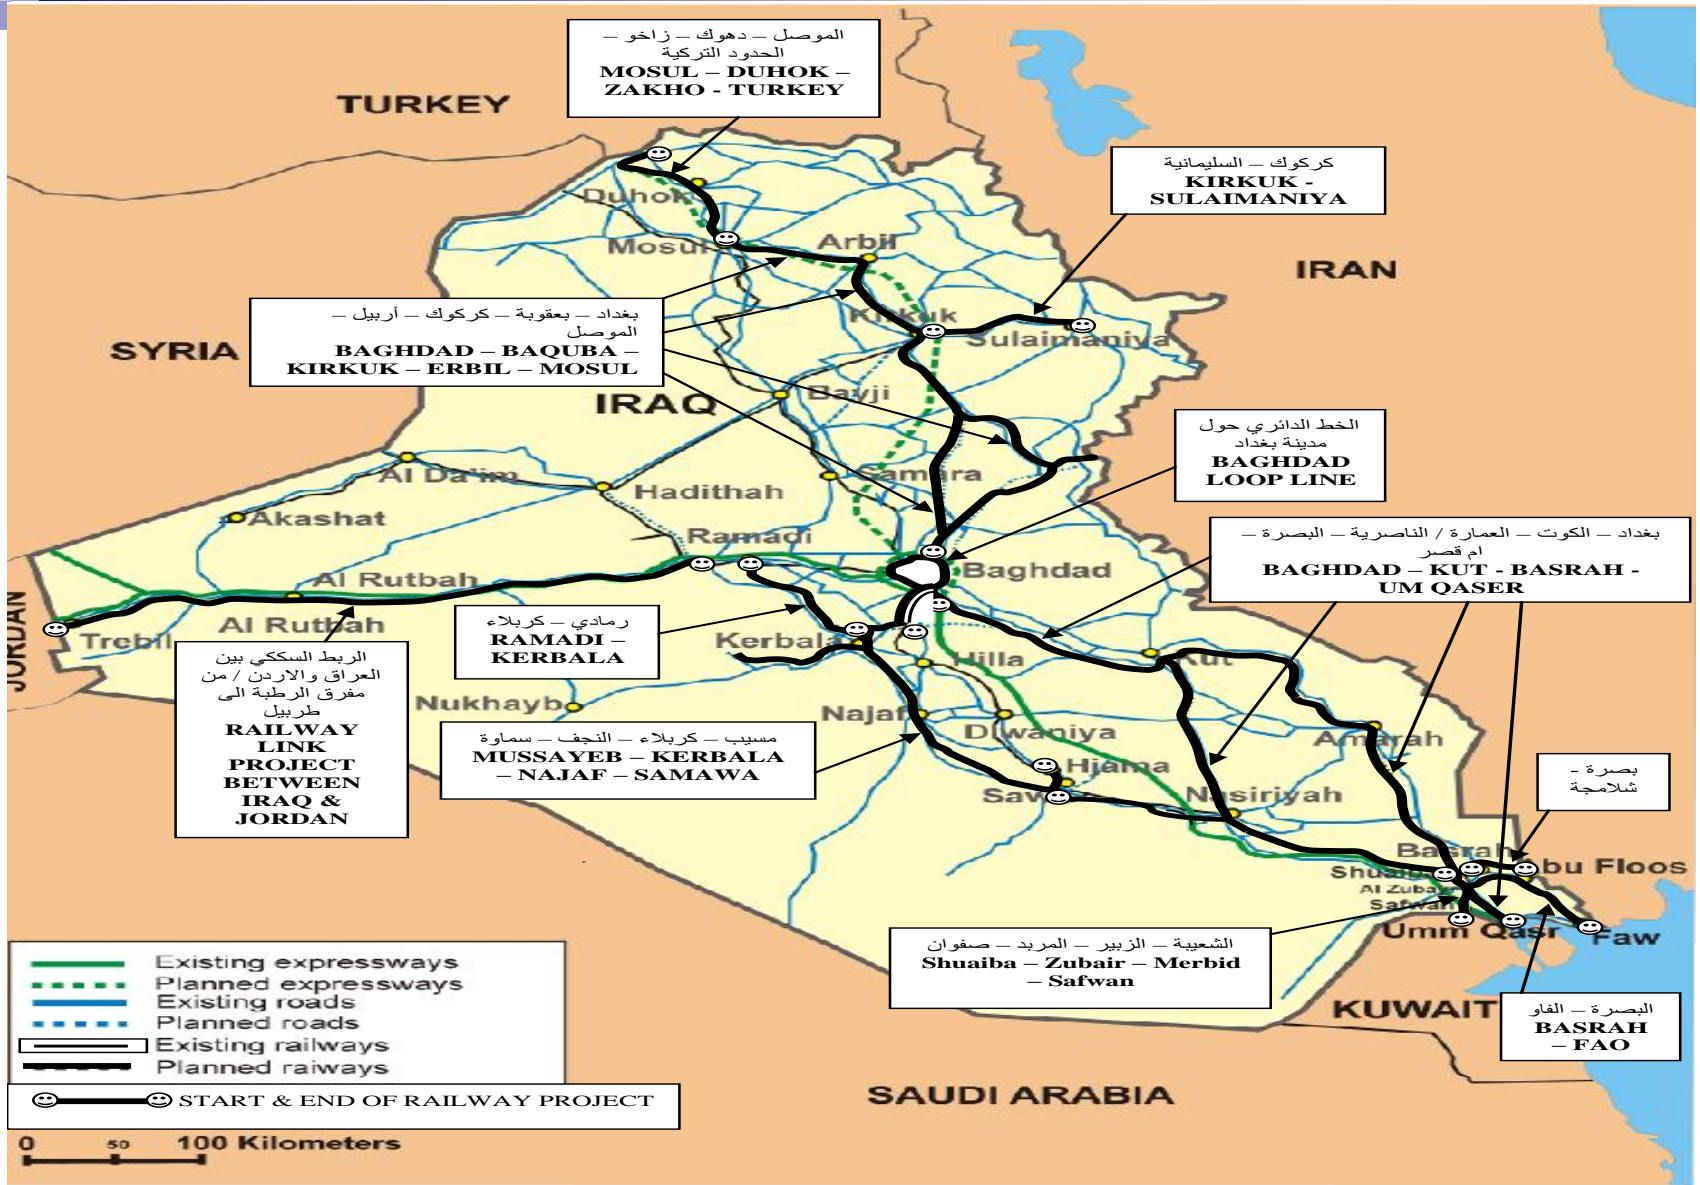 الموصل – دهوك – زاخو –
الحدود التركية
MOSUL – DUHOK –
ZAKHO - TURKEY
TURKEY
كركوك – السليمانية
KIRKUK -
SULAIMANIYA
Duhok
Mosul
Arbil
IRAN
بغداد – بعقوبة – كركوك – أربيل –
الموصل
BAGHDAD – BAQUBA –
KIRKUK – ERBIL – MOSUL
Kirkuk
Sulaimaniya
SYRIA
IRAQ
Bayji
الخط الدائري حول
مدينة بغداد
BAGHDAD
LOOP LINE
Al Da'im
Hadithah
Samara
Akashat
Ramadi
بغداد – الكوت – العمارة / الناصرية – البصرة –
ام قصر
BAGHDAD – KUT - BASRAH -
UM QASER
Al Rutbah
Baghdad
JORDAN
Trebil
Al Rutbah
رمادي – كربلاء
RAMADI –
KERBALA
Kerbala
Hilla
Kut
الربط السككي بين
العراق والاردن / من
مفرق الرطبة الى
طربيل
RAILWAY
LINK
PROJECT
BETWEEN
IRAQ &
JORDAN
Nukhayb
Najaf
Diwaniya
Amarah
مسيب – كربلاء – النجف – سماوة
MUSSAYEB – KERBALA
– NAJAF – SAMAWA
Hjama
Nasiriyah
بصرة -
شلامجة
Basrah
Shuaiba
Abu Floos
Al Zubayr
Safwan
Umm Qasr
Faw
الشعيبة – الزبير – المربد – صفوان
Shuaiba – Zubair – Merbid
– Safwan
KUWAIT
البصرة – الفاو
BASRAH
– FAO
SAUDI ARABIA
Existing expressways
Planned expressways
Existing roads
Planned roads
Existing railways
Planned raiways
START & END OF RAILWAY PROJECT
0 50 100 Kilometers